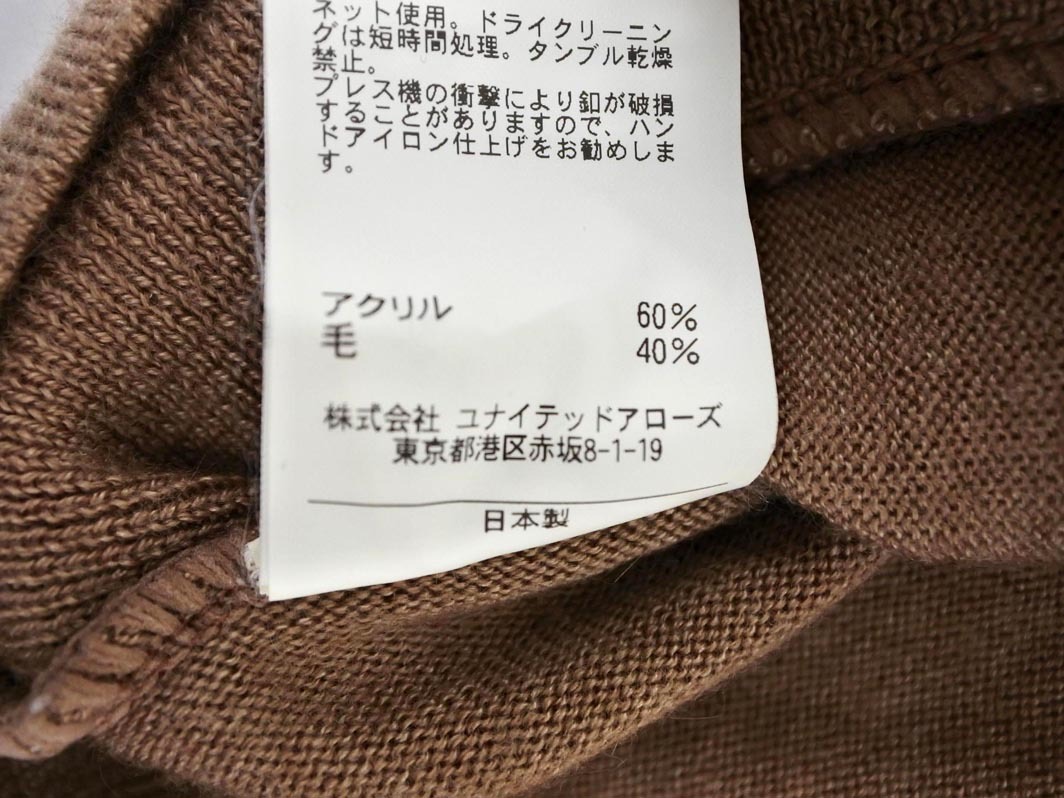 ネット使用。ドライクリーニン
グは短時間処理。タンブル乾燥
禁止。
プレス機の衝撃により釦が破損
することがありますので、ハン
ドアイロン仕上げをお勧めしま
す。
アクリル 60%
毛 40%
株式会社 ユナイテッドアローズ
東京都港区赤坂8-1-19
日本製